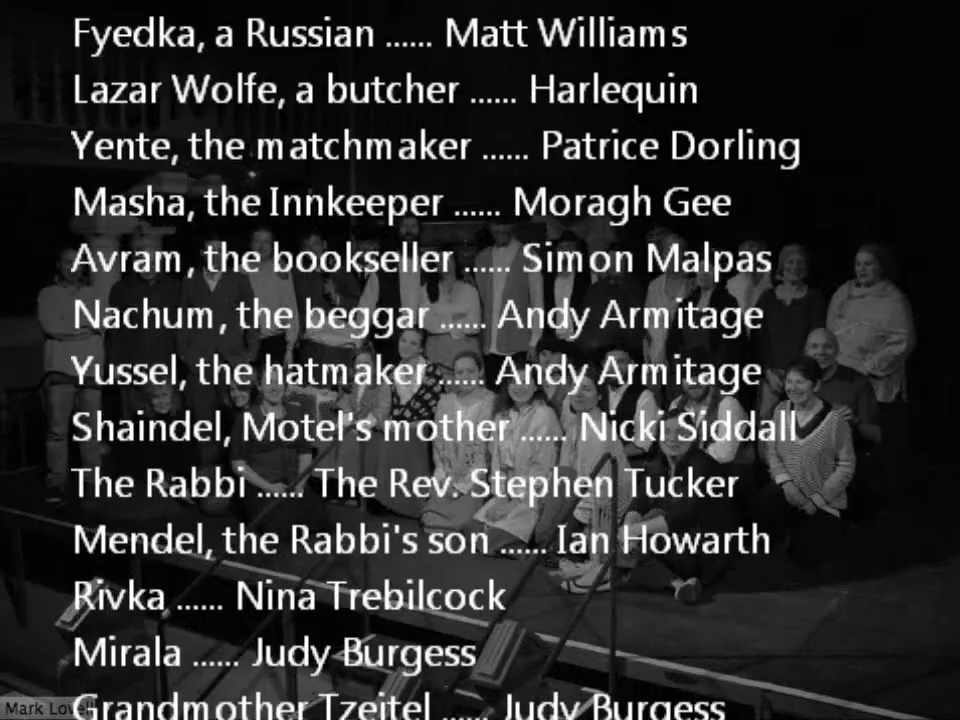 Fyedka, a Russian ...... Matt Williams
Lazar Wolfe, a butcher ...... Harlequin
Yente, the matchmaker ...... Patrice Dorling
Masha, the Innkeeper ...... Moragh Gee
Avram, the bookseller ...... Simon Malpas
Nachum, the beggar ...... Andy Armitage
Yussel, the hatmaker ...... Andy Armitage
Shaindel, Motel's mother ...... Nicki Siddall
The Rabbi ...... The Rev. Stephen Tucker
Mendel, the Rabbi's son ...... Ian Howarth
Rivka ...... Nina Trebilcock
Mirala ...... Judy Burgess
Grandmother Tzeitel ...... Judy Burgess
Mark